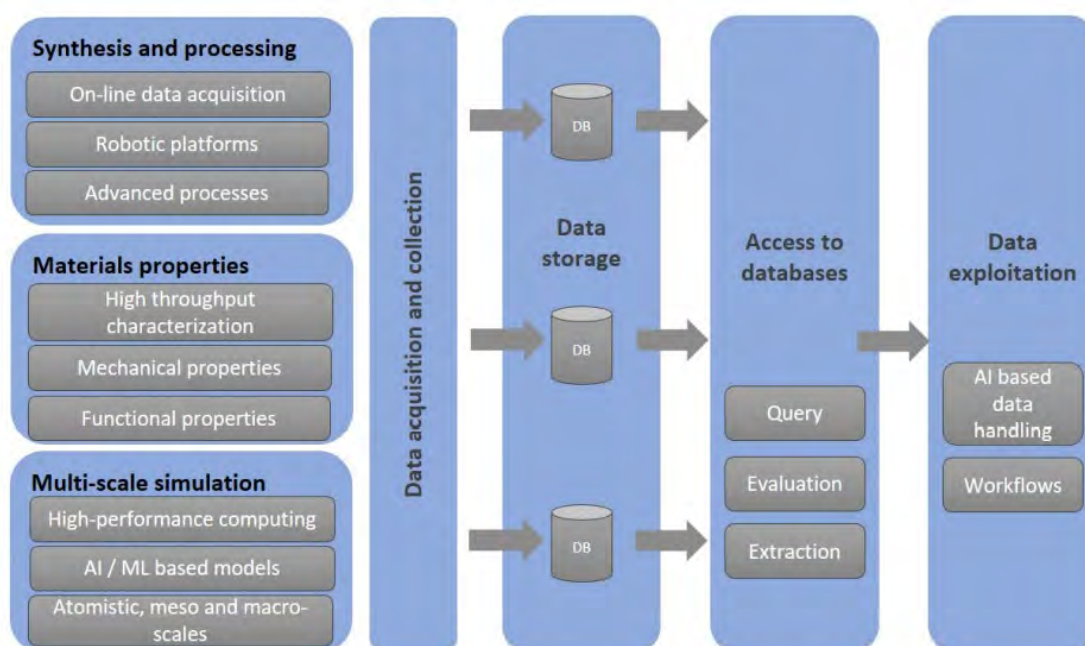 Synthesis and processing
On-line data acquisition
Robotic platforms
Advanced processes
Materials properties
High throughput
characterization
Mechanical properties
Functional properties
Multi-scale simulation
High-performance computing
AI / ML based models
Atomistic, meso and macro-
scales
Data acquisition and collection
DB
Data
storage
DB
DB
Access to
databases
Query
Evaluation
Extraction
Data
exploitation
AI based
data
handling
Workflows